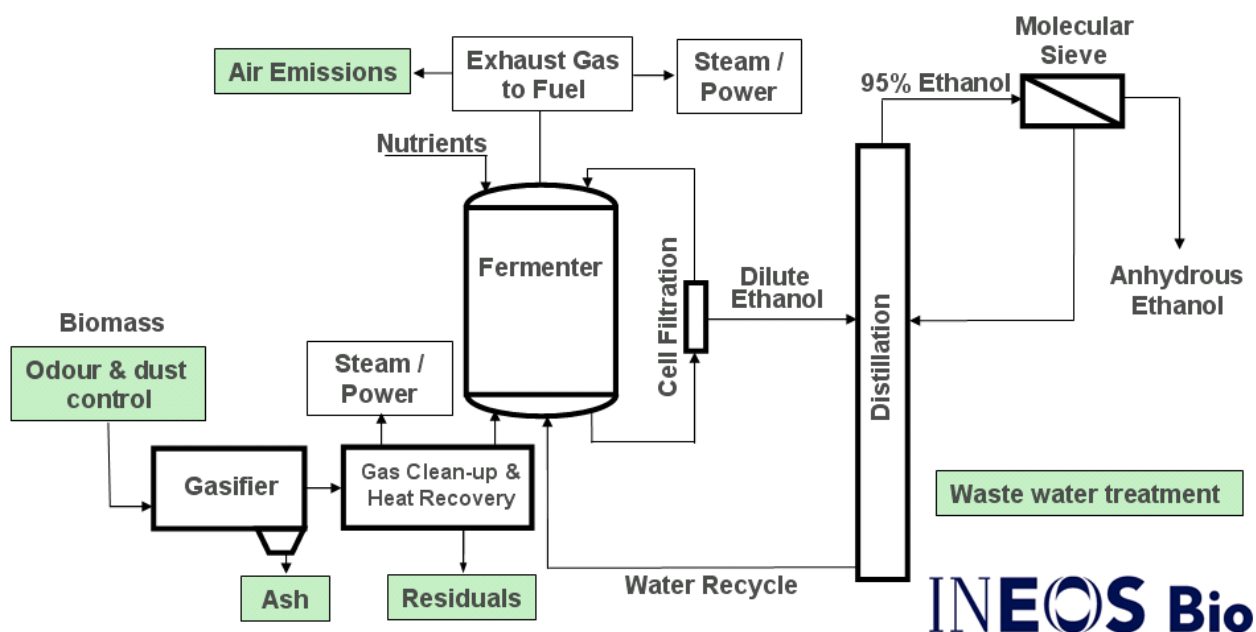 Molecular
Sieve
Air Emissions
Exhaust Gas
to Fuel
Steam /
Power
95% Ethanol
Nutrients
Fermenter
Cell Filtration
Dilute
Ethanol
Distillation
Anhydrous
Ethanol
Biomass
Odour & dust
control
Steam /
Power
Gasifier
Gas Clean-up &
Heat Recovery
Waste water treatment
Ash
Residuals
Water Recycle
INEOS Bio